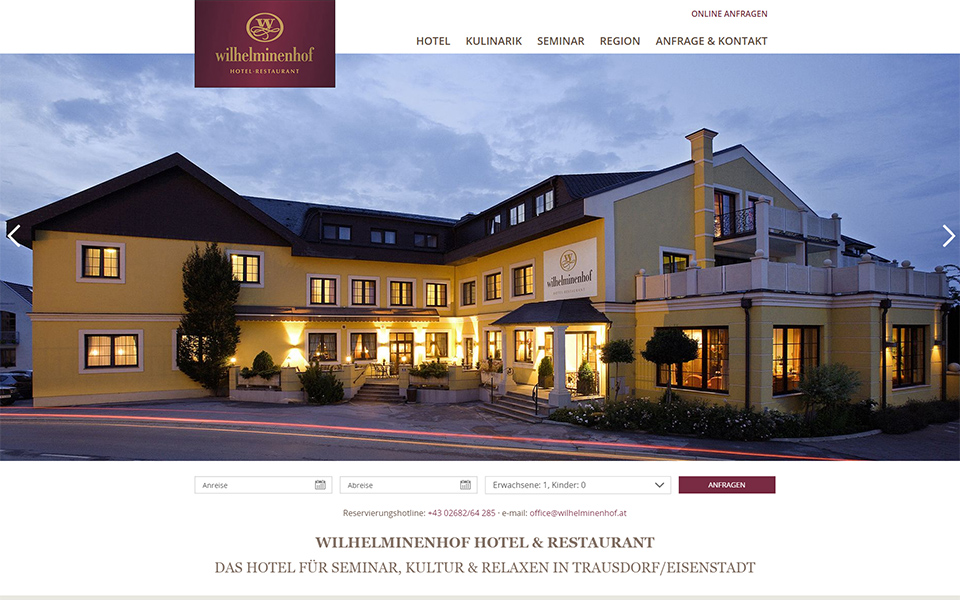 W
wilhelminenhof
HOTEL-RESTAURANT
ONLINE ANFRAGEN
HOTEL KULINARIK SEMINAR REGION ANFRAGE & KONTAKT
W
wilhelminenhof
HOTEL RESTAURANT
Anreise
Abreise
Erwachsene: 1, Kinder: 0
ANFRAGEN
Reservierungshotline: +43 02682/64 285 · e-mail: office@wilhelminenhof.at
WILHELMINENHOF HOTEL & RESTAURANT
DAS HOTEL FÜR SEMINAR, KULTUR & RELAXEN IN TRAUSDORF/EISENSTADT